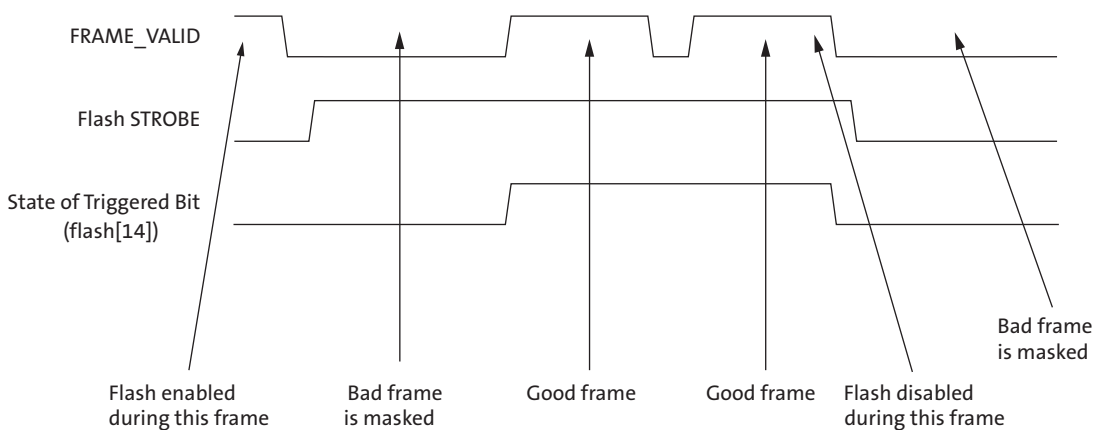 FRAME_VALID
Flash STROBE
State of Triggered Bit
(flash[14])
Flash enabled
during this frame
Bad frame
is masked
Good frame
Good frame
Flash disabled
during this frame
Bad frame
is masked